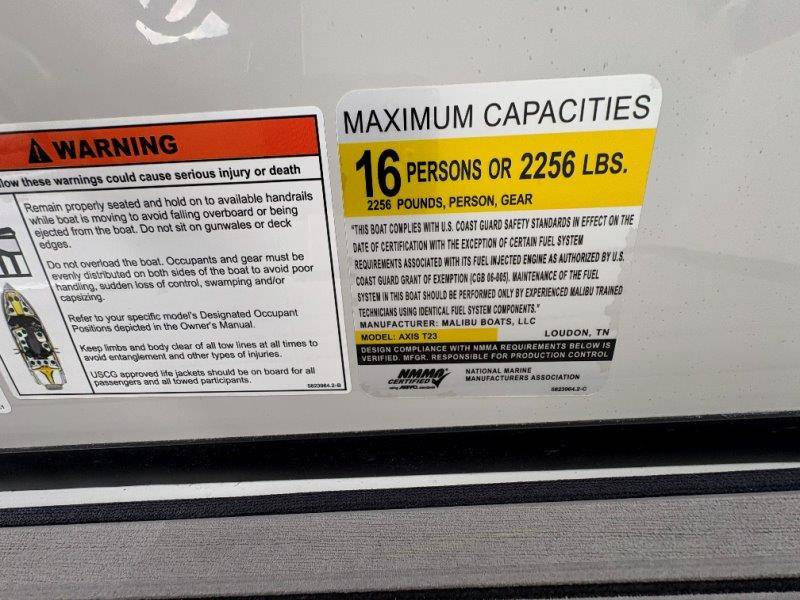 WARNING
low these warnings could cause serious injury or death
Remain properly seated and hold on to available handrails
while boat is moving to avoid falling overboard or being
ejected from the boat. Do not sit on gunwales or deck
edges.
Do not overload the boat. Occupants and gear must be
evenly distributed on both sides of the boat to avoid poor
handling, sudden loss of control, swamping and/or
capsizing.
Refer to your specific model's Designated Occupant
Positions depicted in the Owner's Manual.
Keep limbs and body clear of all tow lines at all times to
avoid entanglement and other types of injuries.
USCG approved life jackets should be on board for all
passengers and all towed participants.
5823964.2-B
MAXIMUM CAPACITIES
16 PERSONS OR 2256 LBS.
2256 POUNDS, PERSON, GEAR
"THIS BOAT COMPLIES WITH U.S. COAST GUARD SAFETY STANDARDS IN EFFECT ON THE
DATE OF CERTIFICATION WITH THE EXCEPTION OF CERTAIN FUEL SYSTEM
REQUIREMENTS ASSOCIATED WITH ITS FUEL INJECTED ENGINE AS AUTHORIZED BY U.S.
COAST GUARD GRANT OF EXEMPTION (CGB 06-005). MAINTENANCE OF THE FUEL
SYSTEM IN THIS BOAT SHOULD BE PERFORMED ONLY BY EXPERIENCED MALIBU TRAINED
TECHNICIANS USING IDENTICAL FUEL SYSTEM COMPONENTS."
MANUFACTURER: MALIBU BOATS, LLC
MODEL: AXIS T23 LOUDON, TN
DESIGN COMPLIANCE WITH NMMA REQUIREMENTS BELOW IS
VERIFIED. MFGR. RESPONSIBLE FOR PRODUCTION CONTROL
NMMA
CERTIFIED
using ABYC standards
NATIONAL MARINE
MANUFACTURERS ASSOCIATION
5823964.2-C